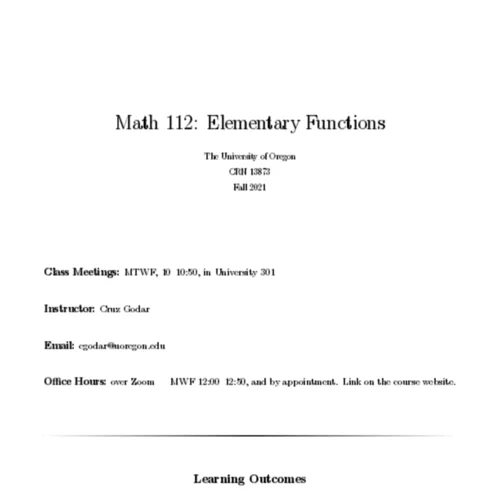 Math 112: Elementary Functions
The University of Oregon
CRN 13873
Fall 2021
Class Meetings: MTWF, 10 10:50, in University 301
Instructor: Cruz Godar
Email: cgodar@uoregon.edu
Office Hours: over Zoom MWF 12:00 12:50, and by appointment. Link on the course website.
Learning Outcomes